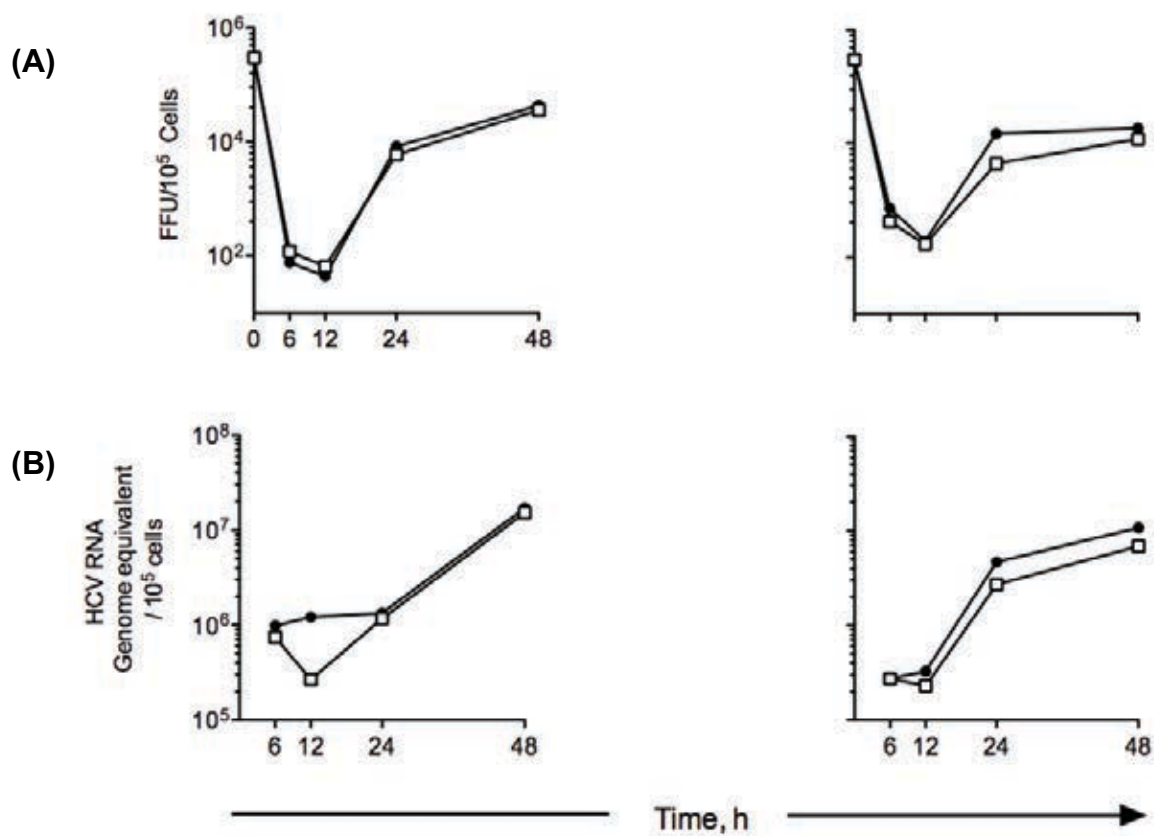 (A)
FFU/10⁵ Cells
10⁶
10⁴
10²
0 6 12 24 48
(B)
HCV RNA
Genome equivalent
/ 10⁵ cells
10⁸
10⁷
10⁶
10⁵
6 12 24 48
6 12 24 48
Time, h